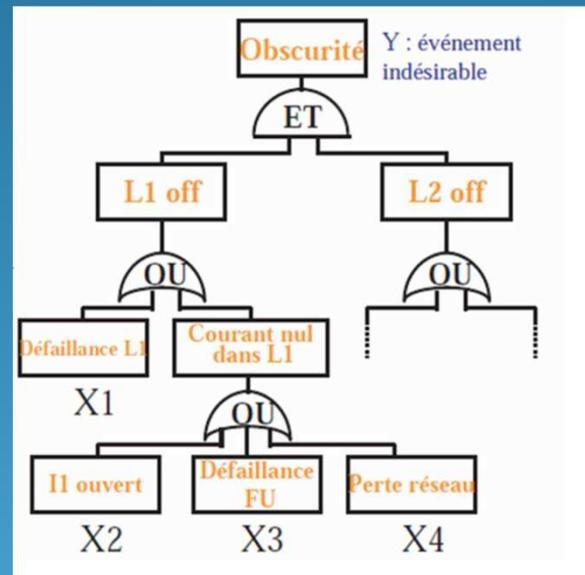 Obscurité
Y : événement
indésirable
ET
L1 off
L2 off
OU
OU
Défaillance L1
Courant nul
dans L1
X1
OU
I1 ouvert
Défaillance
FU
Perte réseau
X2
X3
X4